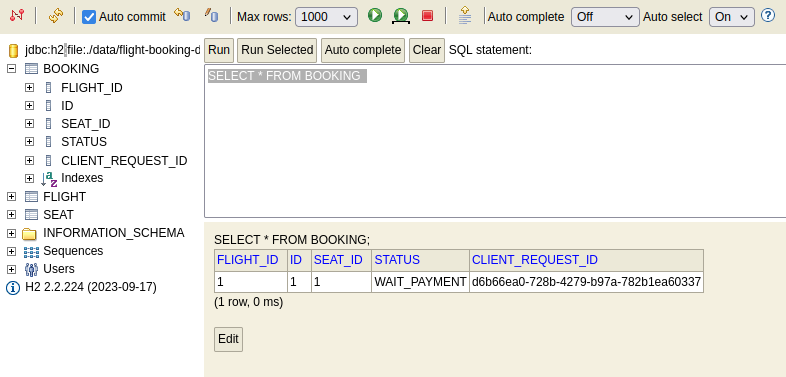 Auto commit Max rows: 1000 Auto complete Off Auto select On ?
jdbc:h2:file:./data/flight-booking-d
BOOKING
FLIGHT_ID
ID
SEAT_ID
STATUS
CLIENT_REQUEST_ID
Indexes
FLIGHT
SEAT
INFORMATION_SCHEMA
Sequences
Users
H2 2.2.224 (2023-09-17)
Run Run Selected Auto complete Clear SQL statement:
SELECT * FROM BOOKING
SELECT * FROM BOOKING;
FLIGHT_ID ID SEAT_ID STATUS CLIENT_REQUEST_ID
1 1 1 WAIT_PAYMENT d6b66ea0-728b-4279-b97a-782b1ea60337
(1 row, 0 ms)
Edit